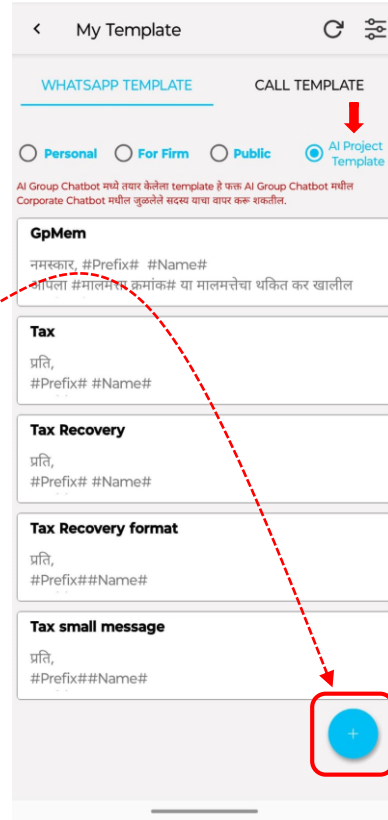 My Template
WHATSAPP TEMPLATE
CALL TEMPLATE
Personal
For Firm
Public
AI Project
Template
AI Group Chatbot मध्ये तयार केलेला template हे फक्त AI Group Chatbot मधील
Corporate Chatbot मधील जुळलेले सदस्य याचा वापर करू शकतील.
GpMem
नमस्कार, #Prefix# #Name#
आपला #मालमत्ता क्रमांक# या मालमत्तेचा थकित कर खालील
Tax
प्रति,
#Prefix# #Name#
Tax Recovery
प्रति,
#Prefix# #Name#
Tax Recovery format
प्रति,
#Prefix##Name#
Tax small message
प्रति,
#Prefix##Name#
+